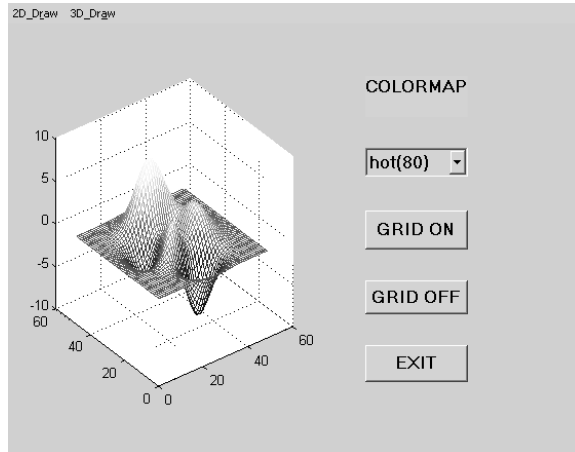 2D_Draw 3D_Draw
COLORMAP
hot(80)
GRID ON
GRID OFF
EXIT
10
5
0
-5
-10
60
40
20
0
0
20
40
60